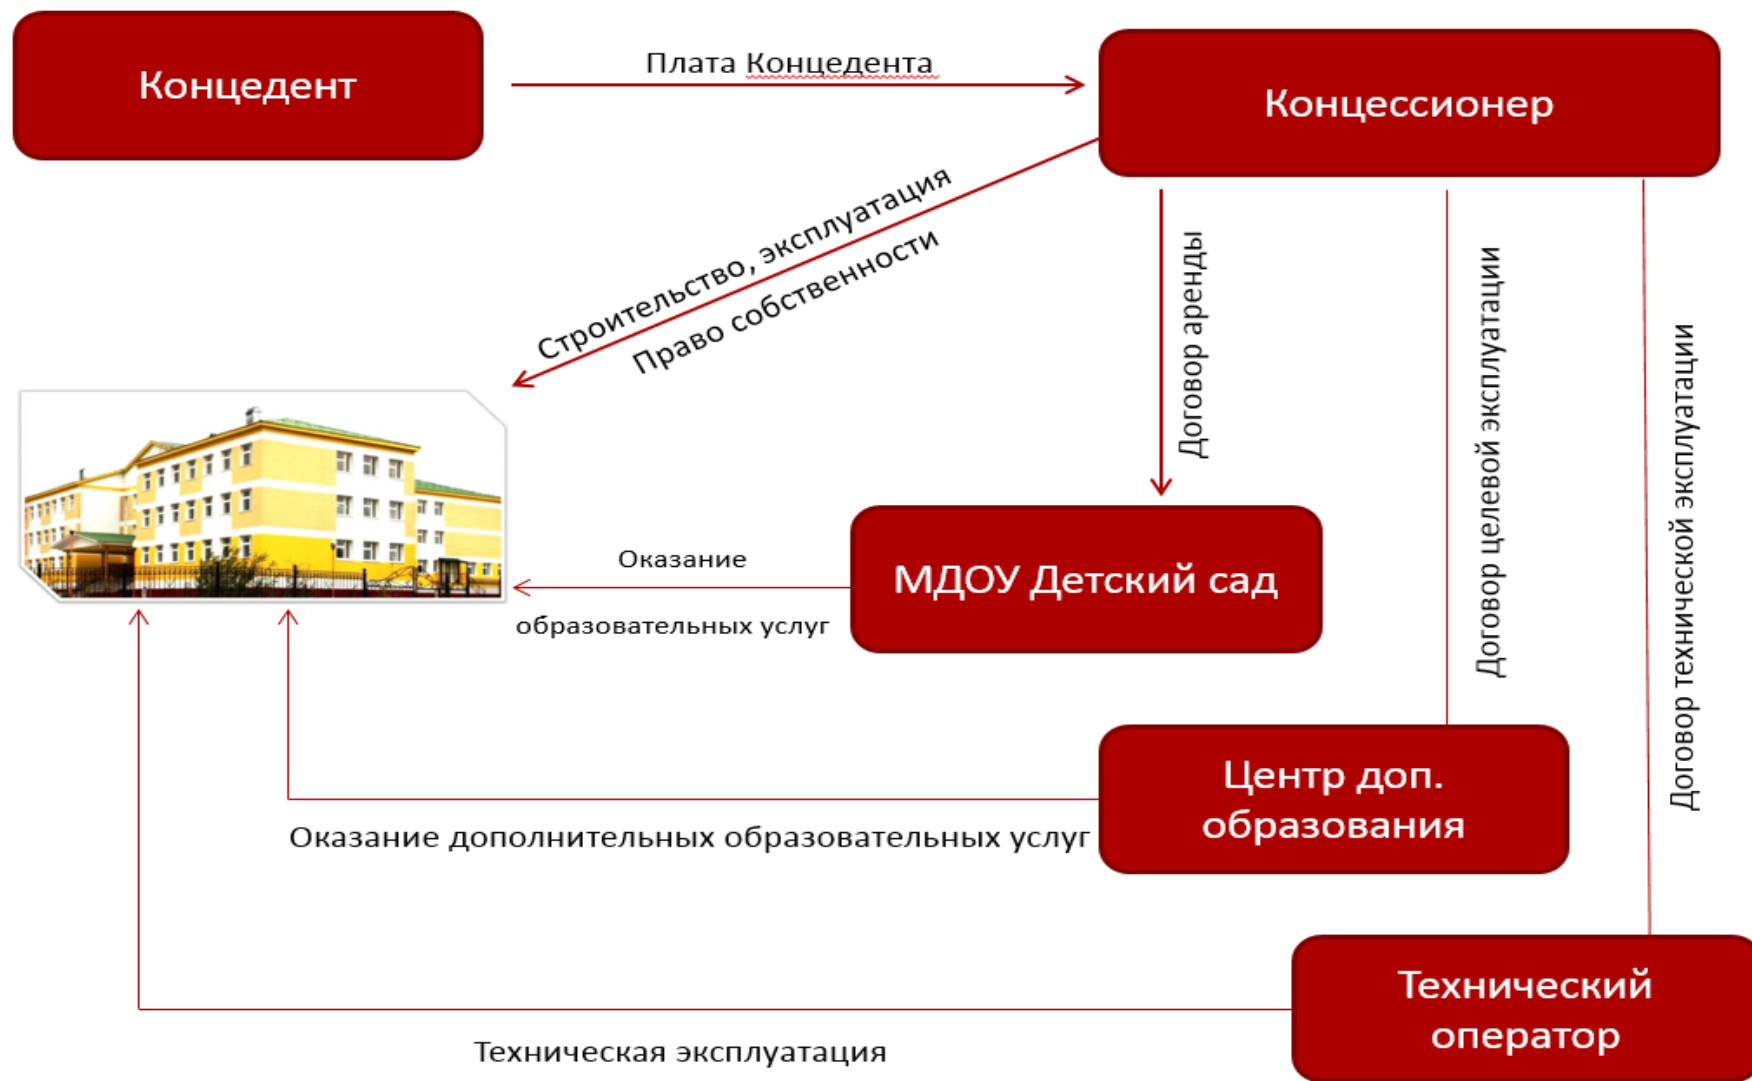 Концедент
Плата Концедента
Концессионер
Строительство, эксплуатация
Право собственности
Договор аренды
Договор целевой эксплуатации
Договор технической эксплуатации
Оказание
образовательных услуг
МДОУ Детский сад
Центр доп.
образования
Оказание дополнительных образовательных услуг
Технический
оператор
Техническая эксплуатация